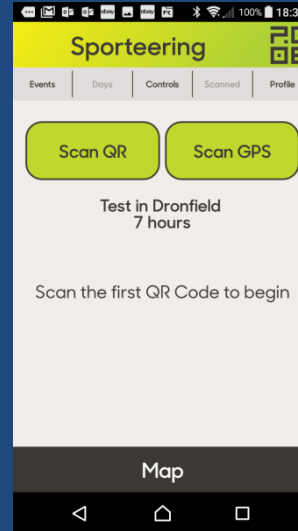 100% 18:3
Sporteering
Events Days Controls Scanned Profile
Scan QR Scan GPS
Test in Dronfield
7 hours
Scan the first QR Code to begin
Map